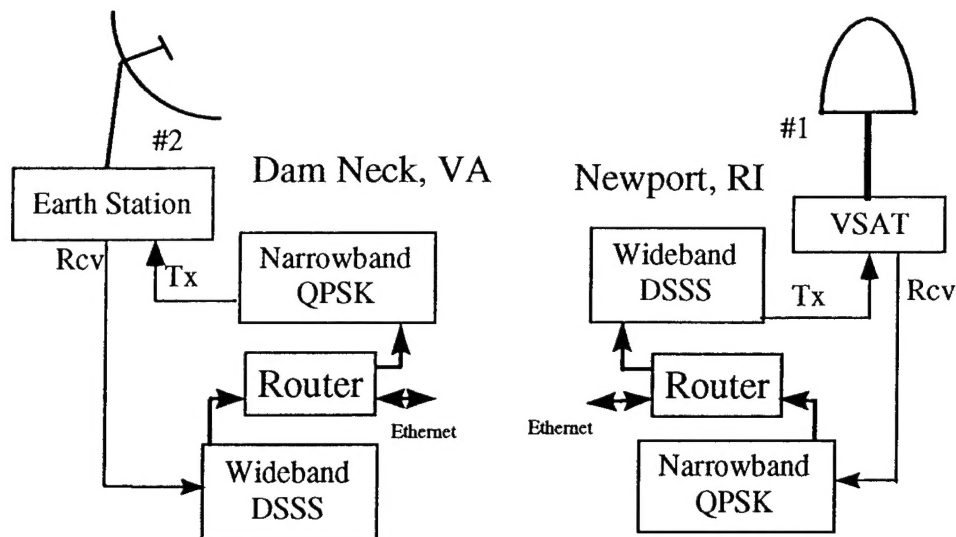 #2
Dam Neck, VA
Earth Station
Rcv
Tx
Narrowband
QPSK
Router
Ethernet
Wideband
DSSS
#1
Newport, RI
VSAT
Wideband
DSSS
Tx
Rcv
Router
Ethernet
Narrowband
QPSK